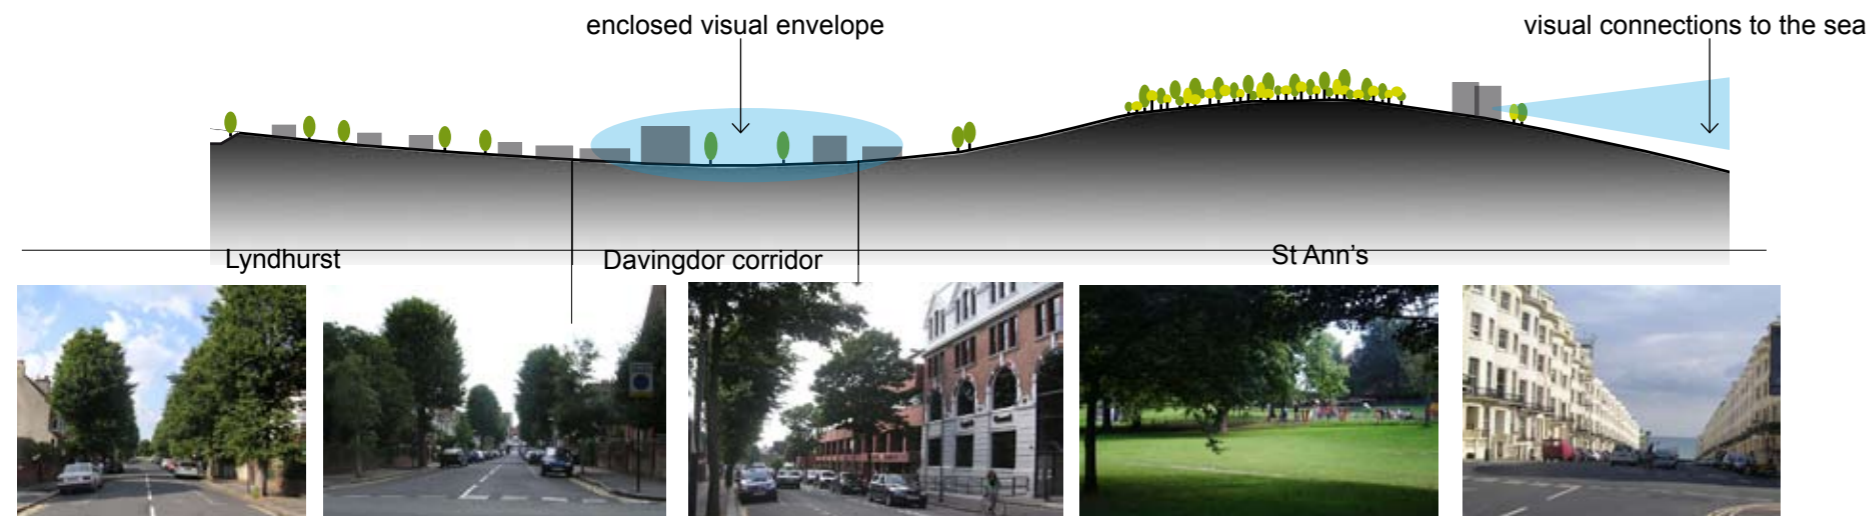 enclosed visual envelope
visual connections to the sea
Lyndhurst
Davingdor corridor
St Ann's